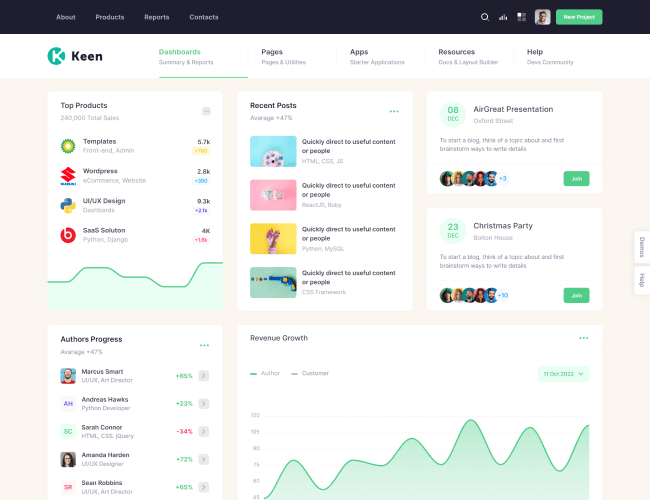 About
Products
Reports
Contacts
New Project
Keen
Dashboards
Summary & Reports
Pages
Pages & Utilities
Apps
Starter Applications
Resources
Docs & Layout Builder
Help
Devs Community
Top Products
240,000 Total Sales
Templates
Front-end, Admin
5.7k
Wordpress
eCommerce, Website
2.8k
+350
SUZUKI
UI/UX Design
Dashboards
9.3k
+2.1k
SaaS Soluton
Python, Django
4K
+1.8k
Recent Posts
Avarage +47%
Quickly direct to useful content
or people
HTML, CSS, JS
Quickly direct to useful content
or people
ReactJS, Ruby
Quickly direct to useful content
or people
Python, MySQL
Quickly direct to useful content
or people
CSS Framework
08
DEC
AirGreat Presentation
Oxford Street
To start a blog, think of a topic about and first
brainstorm ways to write details
+3
Join
23
DEC
Christmas Party
Bolton House
To start a blog, think of a topic about and first
brainstorm ways to write details
+10
Join
Demos
Help
Authors Progress
Avarage +47%
Marcus Smart
UI/UX, Art Director
+65%
AH
Andreas Hawks
Python Developer
+23%
SC
Sarah Connor
HTML, CSS, jQuery
-34%
Amanda Harden
UI/UX Designer
+72%
SR
Sean Robbins
UI/UX, Art Director
+65%
Revenue Growth
Author
Customer
11 Oct 2022
120
105
90
75
60
45